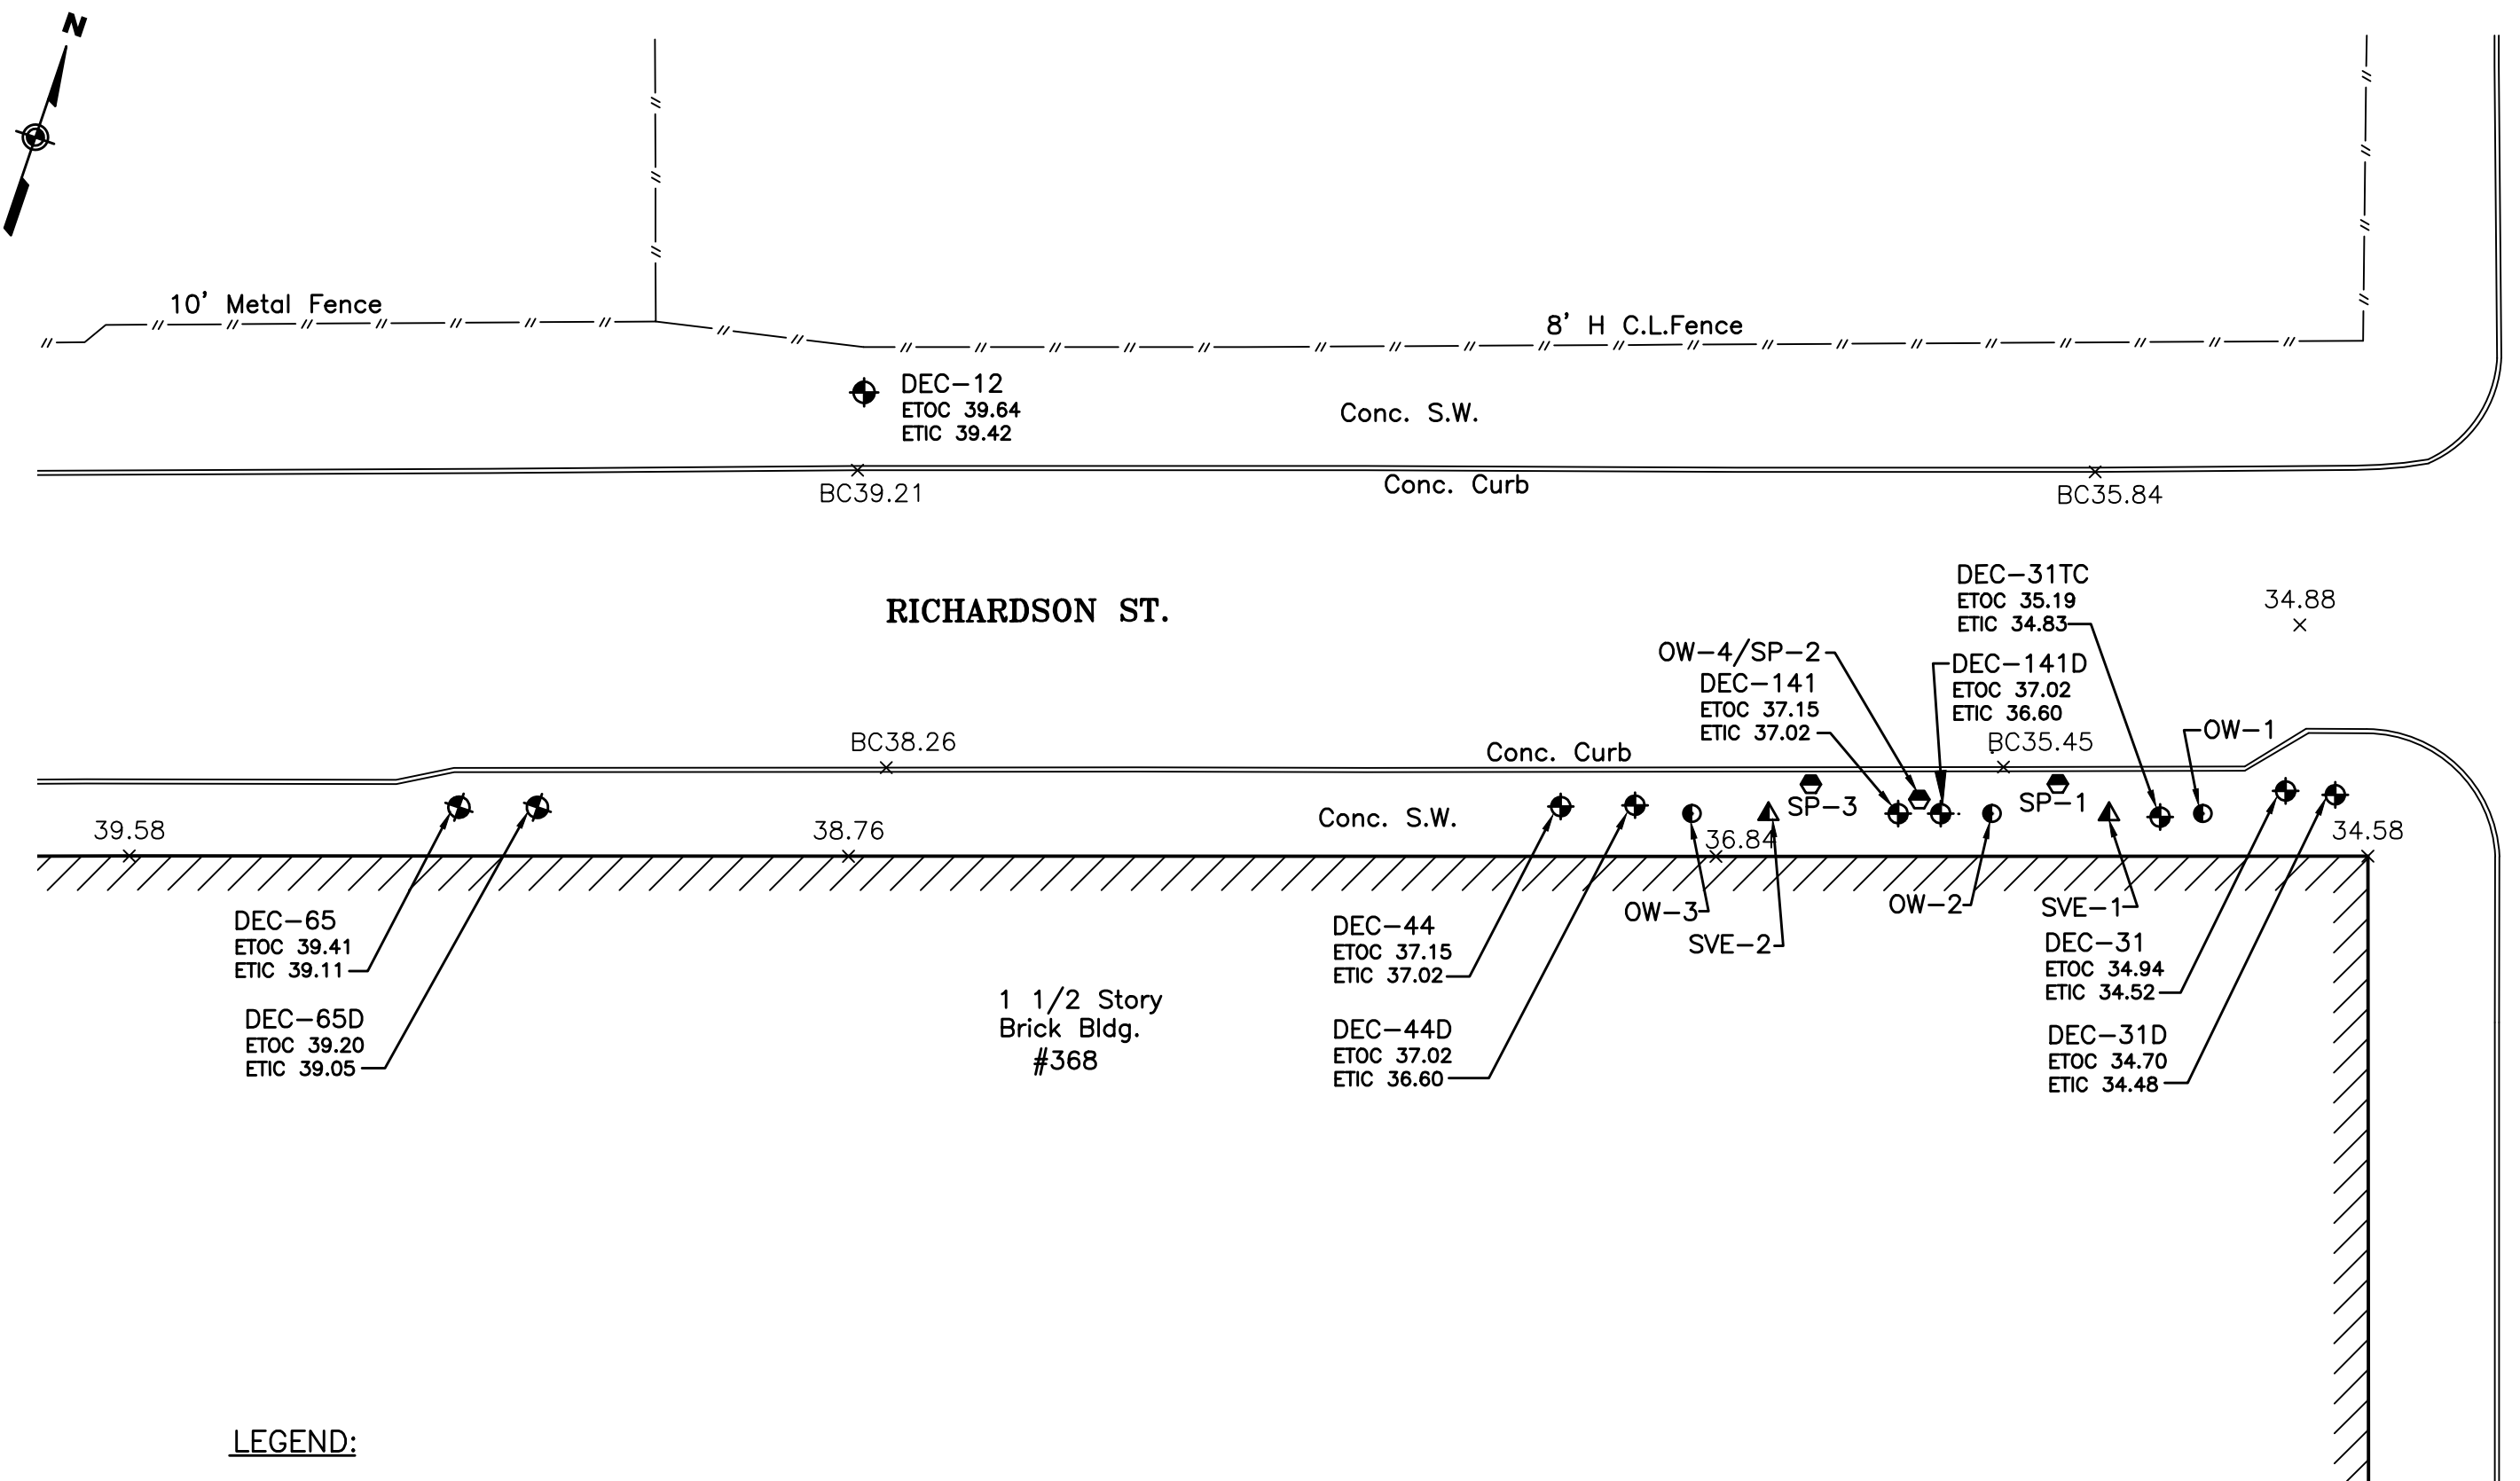 N
10' Metal Fence
8' H C.L.Fence
DEC-12
ETOC 39.64
ETIC 39.42
Conc. S.W.
BC39.21
Conc. Curb
BC35.84
RICHARDSON ST.
DEC-31TC
ETOC 35.19
ETIC 34.83
34.88
OW-4/SP-2
DEC-141
ETOC 37.15
ETIC 37.02
DEC-141D
ETOC 37.02
ETIC 36.60
OW-1
BC38.26
Conc. Curb
BC35.45
39.58
38.76
Conc. S.W.
SP-3
SP-1
36.84
34.58
DEC-65
ETOC 39.41
ETIC 39.11
DEC-65D
ETOC 39.20
ETIC 39.05
1 1/2 Story
Brick Bldg.
#368
DEC-44
ETOC 37.15
ETIC 37.02
DEC-44D
ETOC 37.02
ETIC 36.60
OW-3
SVE-2
OW-2
SVE-1
DEC-31
ETOC 34.94
ETIC 34.52
DEC-31D
ETOC 34.70
ETIC 34.48
LEGEND: